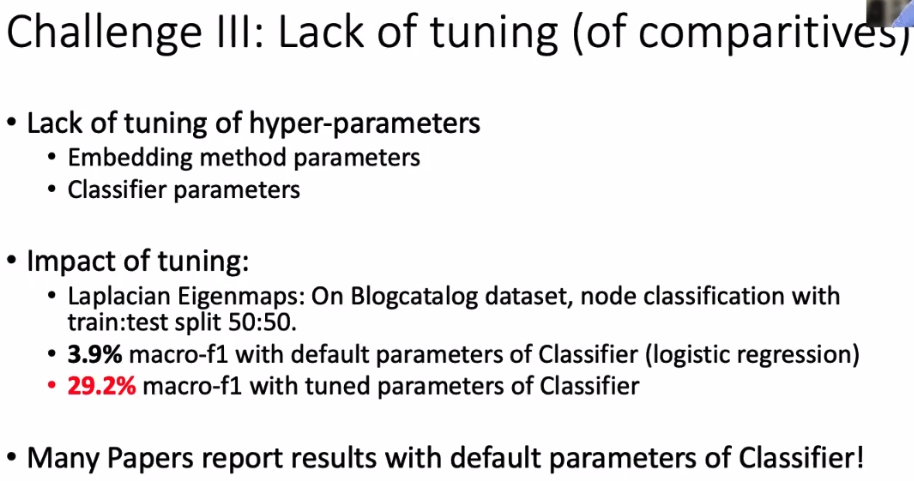 Challenge III: Lack of tuning (of comparitives)
• Lack of tuning of hyper-parameters
• Embedding method parameters
• Classifier parameters
• Impact of tuning:
• Laplacian Eigenmaps: On Blogcatalog dataset, node classification with
train:test split 50:50.
• 3.9% macro-f1 with default parameters of Classifier (logistic regression)
• 29.2% macro-f1 with tuned parameters of Classifier
• Many Papers report results with default parameters of Classifier!